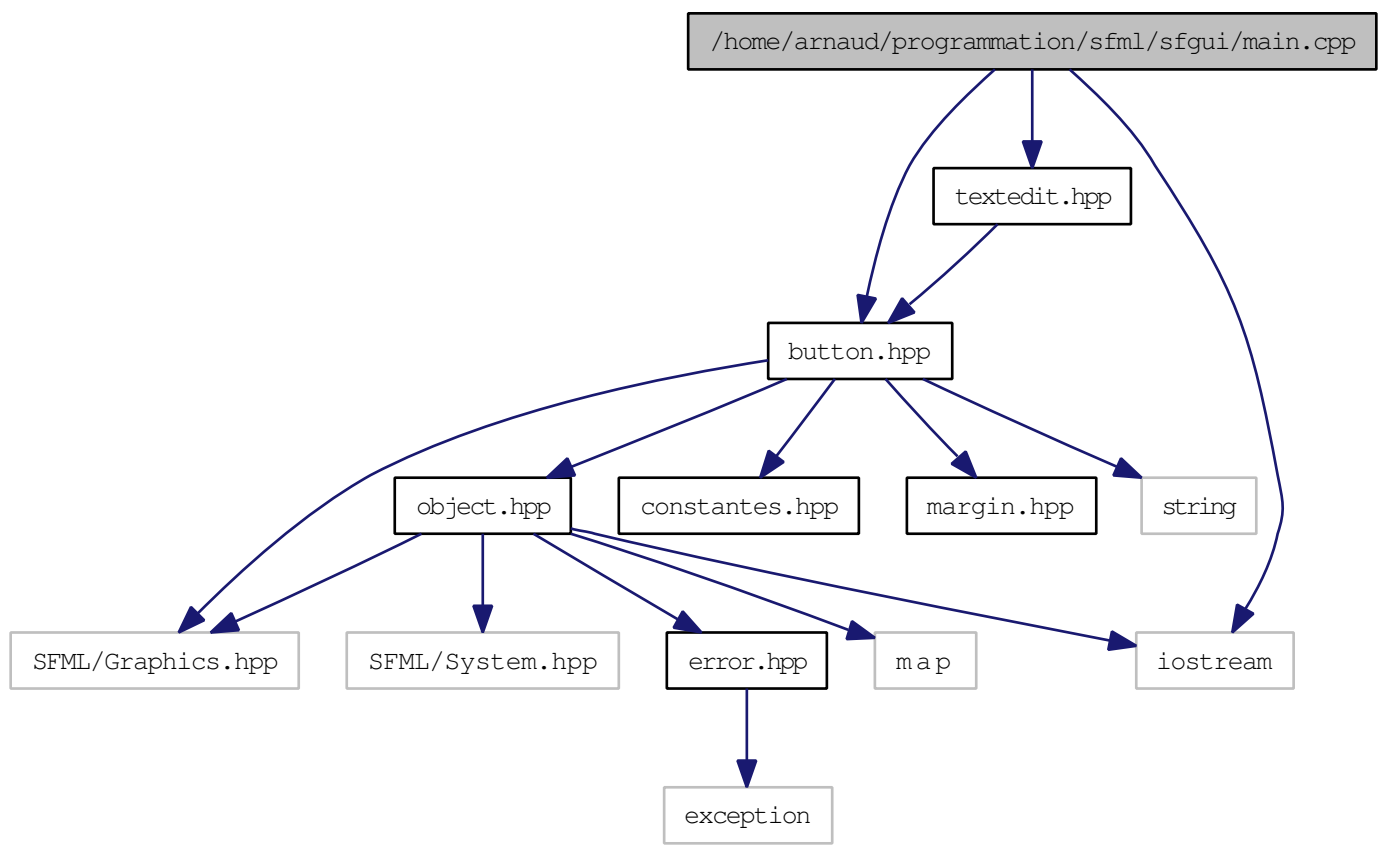 /home/arnaud/programmation/sfml/sfgui/main.cpp
textedit.hpp
button.hpp
object.hpp
constantes.hpp
margin.hpp
string
SFML/Graphics.hpp
SFML/System.hpp
error.hpp
map
iostream
exception